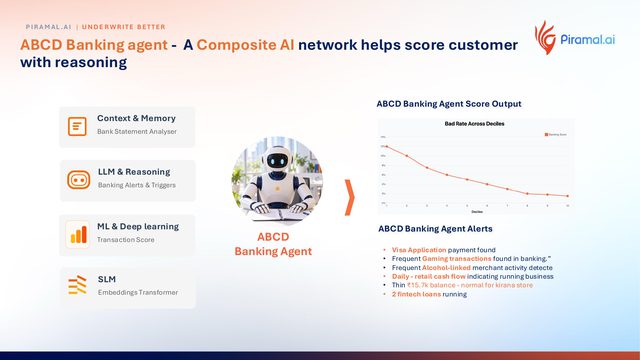 PIRAMAL.AI | UNDERWRITE BETTER
ABCD Banking agent - A Composite AI network helps score customer
with reasoning
Piramal.ai
Context & Memory
Bank Statement Analyser
LLM & Reasoning
Banking Alerts & Triggers
ML & Deep learning
Transaction Score
SLM
Embeddings Transformer
ABCD
Banking Agent
ABCD Banking Agent Score Output
Bad Rate Across Deciles
Banking Score
Deciles
ABCD Banking Agent Alerts
• Visa Application payment found
• Frequent Gaming transactions found in banking."
• Frequent Alcohol-linked merchant activity detecte
• Daily - retail cash flow indicating running business
• Thin ₹15.7k balance - normal for kirana store
• 2 fintech loans running